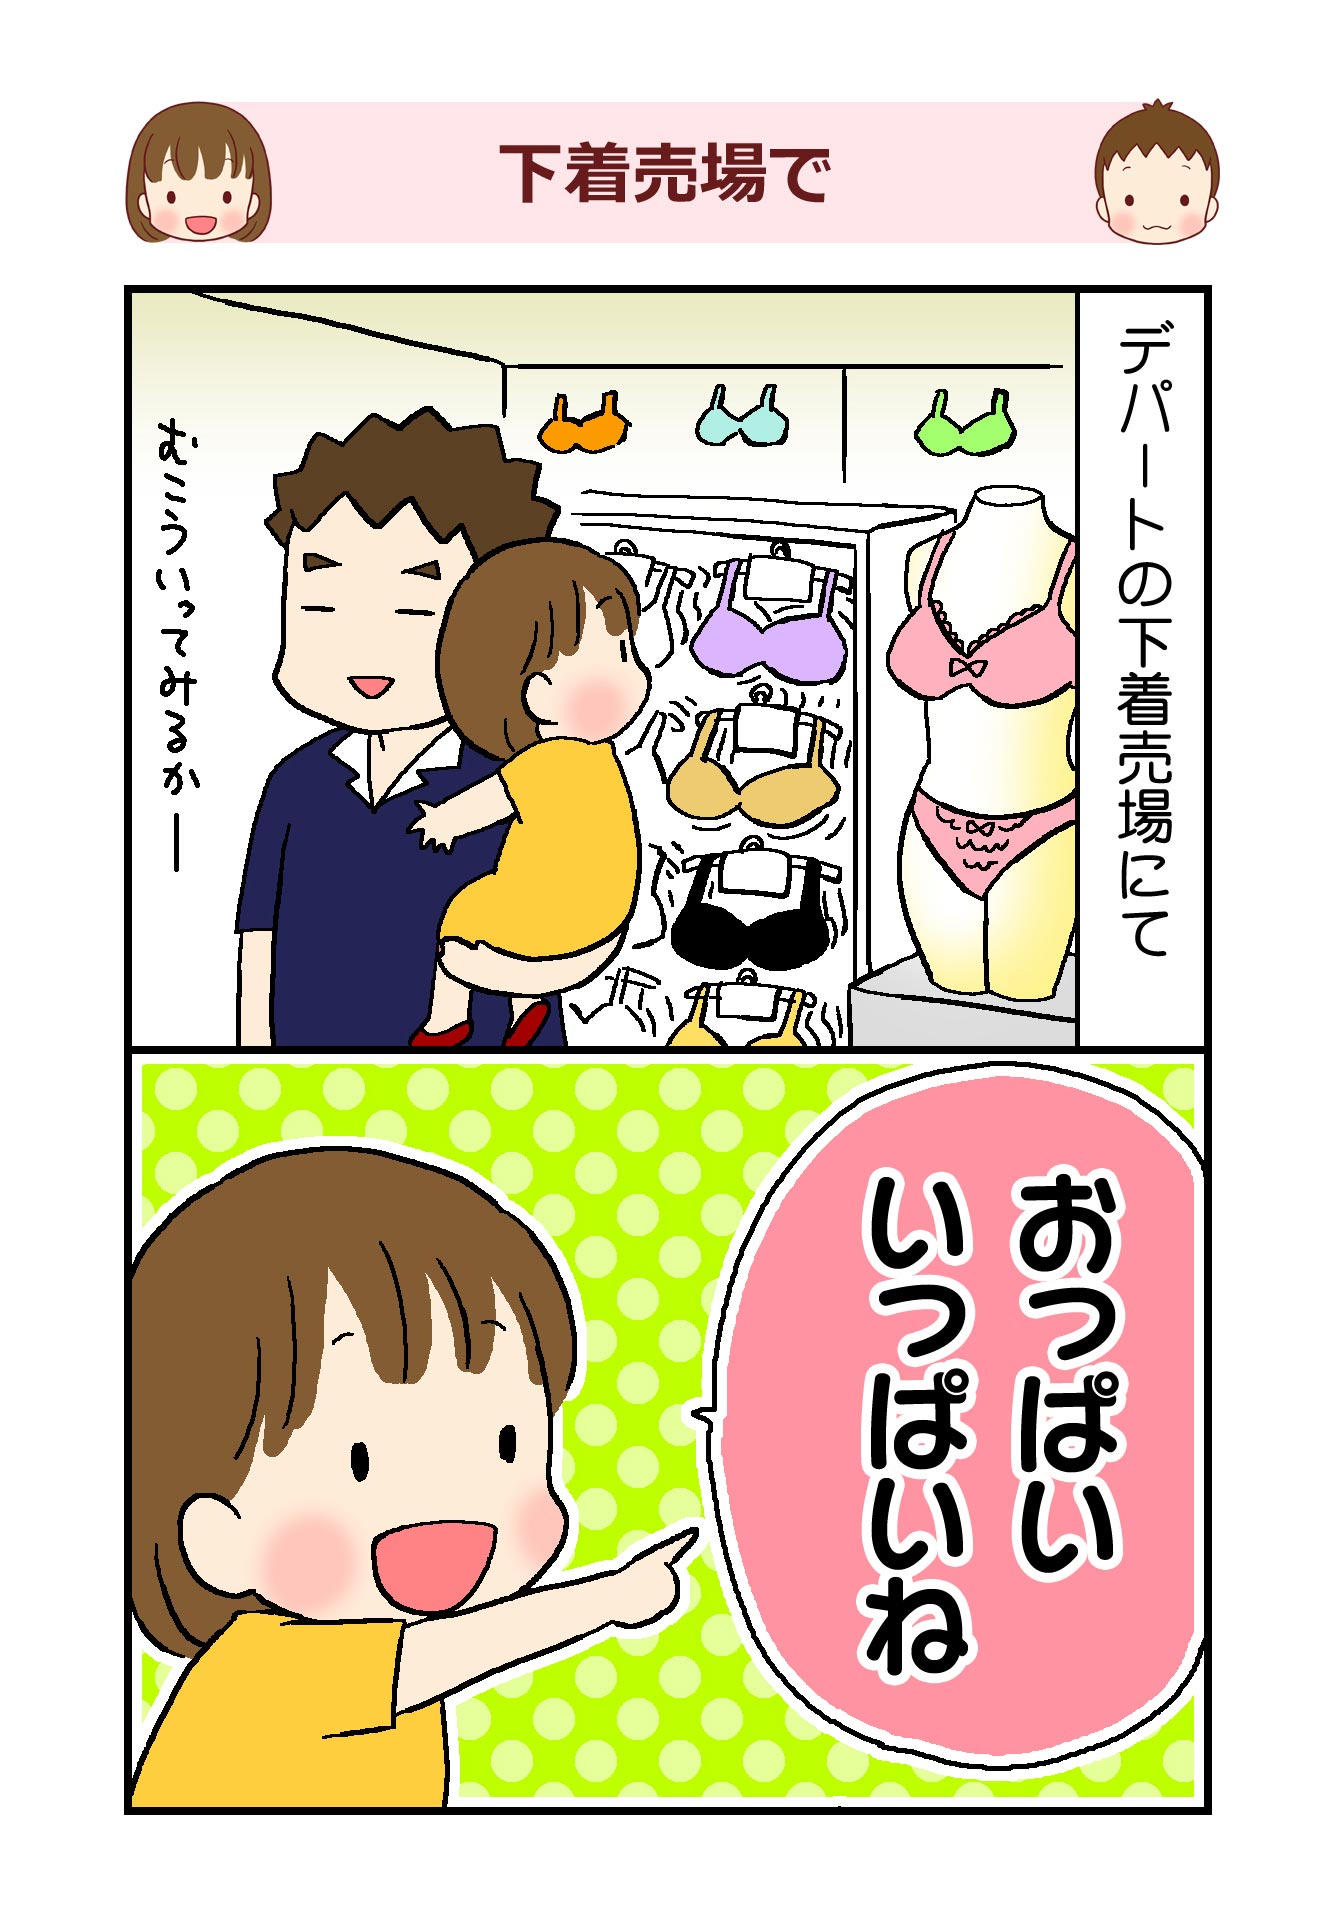 下着売場で
デパートの下着売場にて
むこういってみるかー
おっぱい
いっぱいね